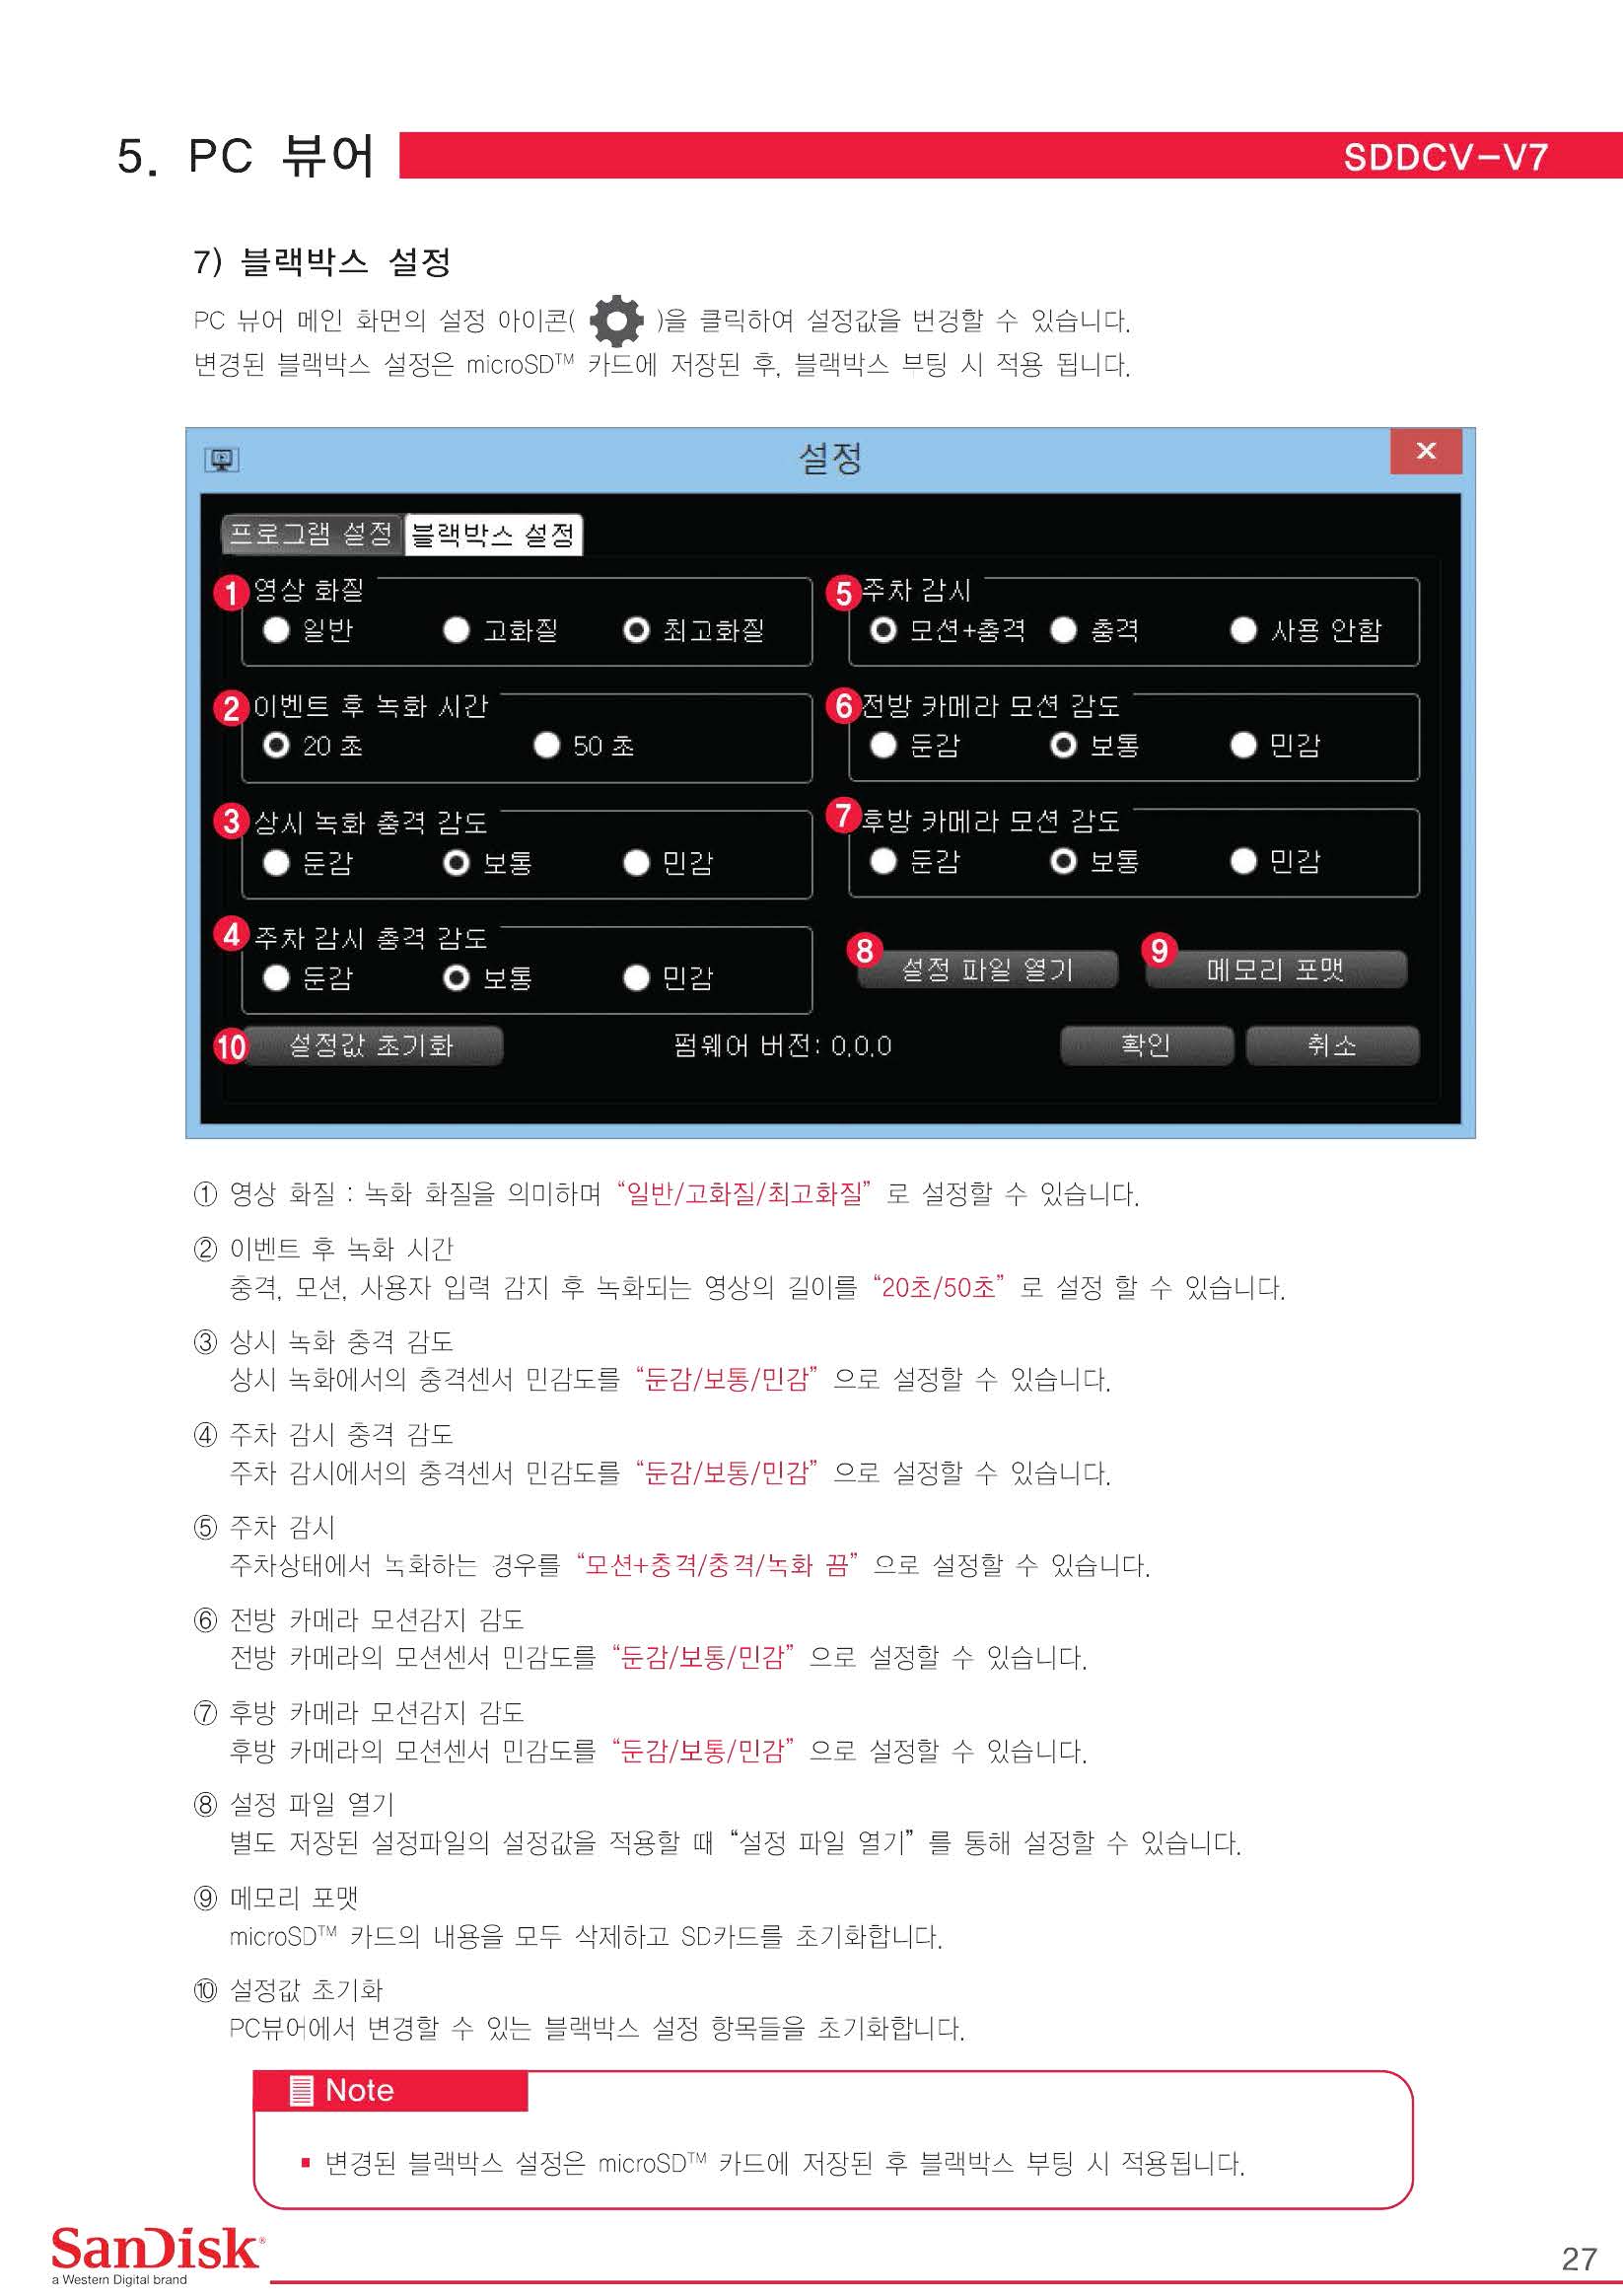 5. PC 뷰어
SDDCV-V7
7) 블랙박스 설정
PC 뷰어 메인 화면의 설정 아이콘( )을 클릭하여 설정값을 변경할 수 있습니다.
변경된 블랙박스 설정은 microSD™ 카드에 저장된 후, 블랙박스 부팅 시 적용 됩니다.
설정
프로그램 설정 블랙박스 설정
1 영상 화질
일반 고화질 최고화질
5 주차 감시
모션+충격 충격 사용 안함
2 이벤트 후 녹화 시간
20 초 50 초
6 전방 카메라 모션 감도
둔감 보통 민감
3 상시 녹화 충격 감도
둔감 보통 민감
7 후방 카메라 모션 감도
둔감 보통 민감
4 주차 감시 충격 감도
둔감 보통 민감
8 설정 파일 열기
9 메모리 포맷
10 설정값 초기화
펌웨어 버전: 0.0.0
확인 취소
① 영상 화질 : 녹화 화질을 의미하며 “일반/고화질/최고화질” 로 설정할 수 있습니다.
② 이벤트 후 녹화 시간
충격, 모션, 사용자 입력 감지 후 녹화되는 영상의 길이를 “20초/50초” 로 설정 할 수 있습니다.
③ 상시 녹화 충격 감도
상시 녹화에서의 충격센서 민감도를 “둔감/보통/민감” 으로 설정할 수 있습니다.
④ 주차 감시 충격 감도
주차 감시에서의 충격센서 민감도를 “둔감/보통/민감” 으로 설정할 수 있습니다.
⑤ 주차 감시
주차상태에서 녹화하는 경우를 “모션+충격/충격/녹화 끔” 으로 설정할 수 있습니다.
⑥ 전방 카메라 모션감지 감도
전방 카메라의 모션센서 민감도를 “둔감/보통/민감” 으로 설정할 수 있습니다.
⑦ 후방 카메라 모션감지 감도
후방 카메라의 모션센서 민감도를 “둔감/보통/민감” 으로 설정할 수 있습니다.
⑧ 설정 파일 열기
별도 저장된 설정파일의 설정값을 적용할 때 “설정 파일 열기” 를 통해 설정할 수 있습니다.
⑨ 메모리 포맷
microSD™ 카드의 내용을 모두 삭제하고 SD카드를 초기화합니다.
⑩ 설정값 초기화
PC뷰어에서 변경할 수 있는 블랙박스 설정 항목들을 초기화합니다.
Note
▪ 변경된 블랙박스 설정은 microSD™ 카드에 저장된 후 블랙박스 부팅 시 적용됩니다.
SanDisk®
a Western Digital brand
27